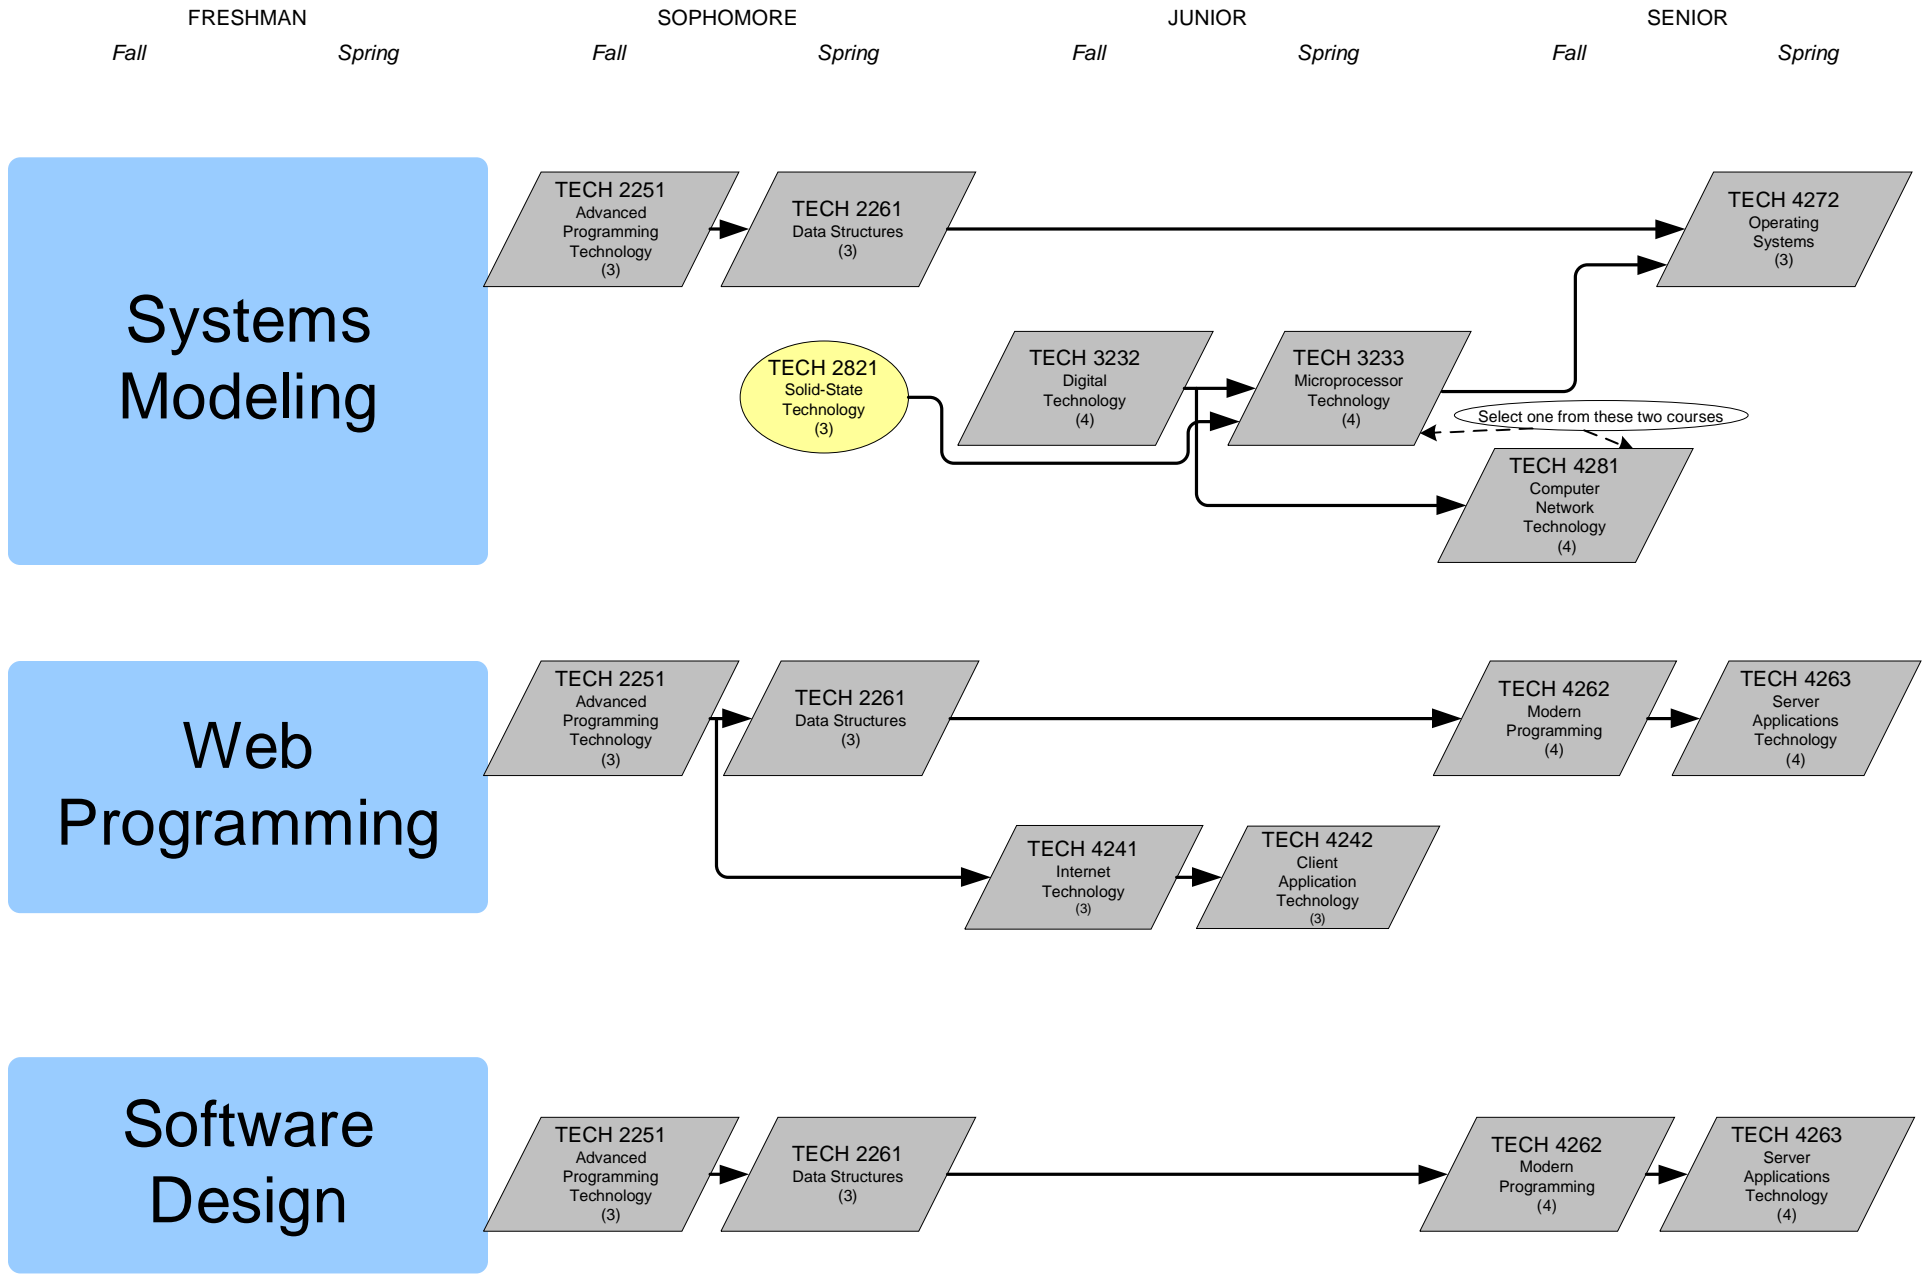 FRESHMAN
SOPHOMORE
JUNIOR
SENIOR
Fall
Spring
Fall
Spring
Fall
Spring
Fall
Spring
Systems
Modeling
TECH 2251
Advanced
Programming
Technology
(3)
TECH 2261
Data Structures
(3)
TECH 4272
Operating
Systems
(3)
TECH 2821
Solid-State
Technology
(3)
TECH 3232
Digital
Technology
(4)
TECH 3233
Microprocessor
Technology
(4)
Select one from these two courses
TECH 4281
Computer
Network
Technology
(4)
Web
Programming
TECH 2251
Advanced
Programming
Technology
(3)
TECH 2261
Data Structures
(3)
TECH 4262
Modern
Programming
(4)
TECH 4263
Server
Applications
Technology
(4)
TECH 4241
Internet
Technology
(3)
TECH 4242
Client
Application
Technology
(3)
Software
Design
TECH 2251
Advanced
Programming
Technology
(3)
TECH 2261
Data Structures
(3)
TECH 4262
Modern
Programming
(4)
TECH 4263
Server
Applications
Technology
(4)